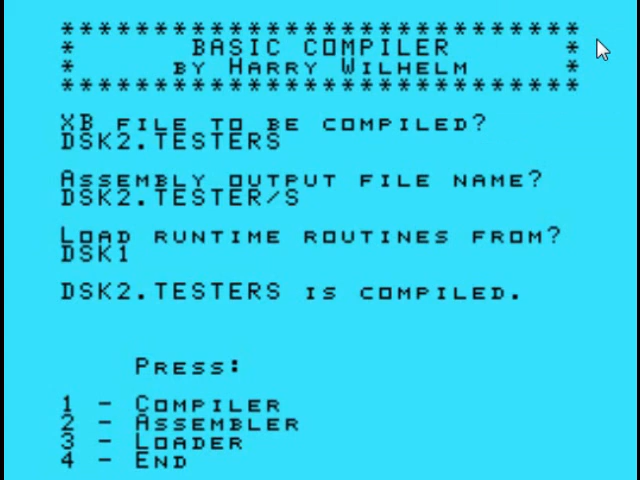 ****************************
* BASIC COMPILER *
* BY HARRY WILHELM *
****************************
XB FILE TO BE COMPILED?
DSK2.TESTERS
ASSEMBLY OUTPUT FILE NAME?
DSK2.TESTER/S
LOAD RUNTIME ROUTINES FROM?
DSK1
DSK2.TESTERS IS COMPILED.
PRESS:
1 - COMPILER
2 - ASSEMBLER
3 - LOADER
4 - END